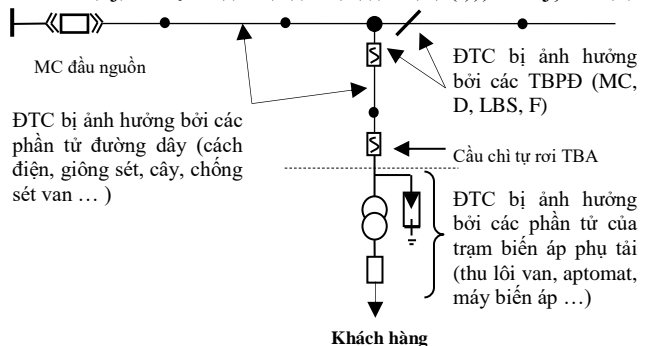 MC đầu nguồn
ĐTC bị ảnh hưởng
bởi các TBPĐ (MC,
D, LBS, F)
ĐTC bị ảnh hưởng bởi các
phần tử đường dây (cách
điện, giông sét, cây, chống
sét van … )
Cầu chì tự rơi TBA
ĐTC bị ảnh hưởng
bởi các phần tử của
trạm biến áp phụ tải
(thu lôi van, aptomat,
máy biến áp …)
Khách hàng